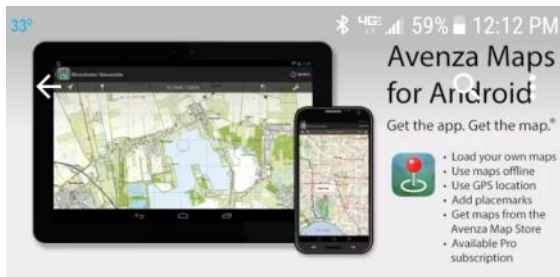 33°
4GE 59% 12:12 PM
Avenza Maps
for Android
Get the app. Get the map.®
• Load your own maps
• Use maps offline
• Use GPS location
• Add placemarks
• Get maps from the
Avenza Map Store
• Available Pro
subscription